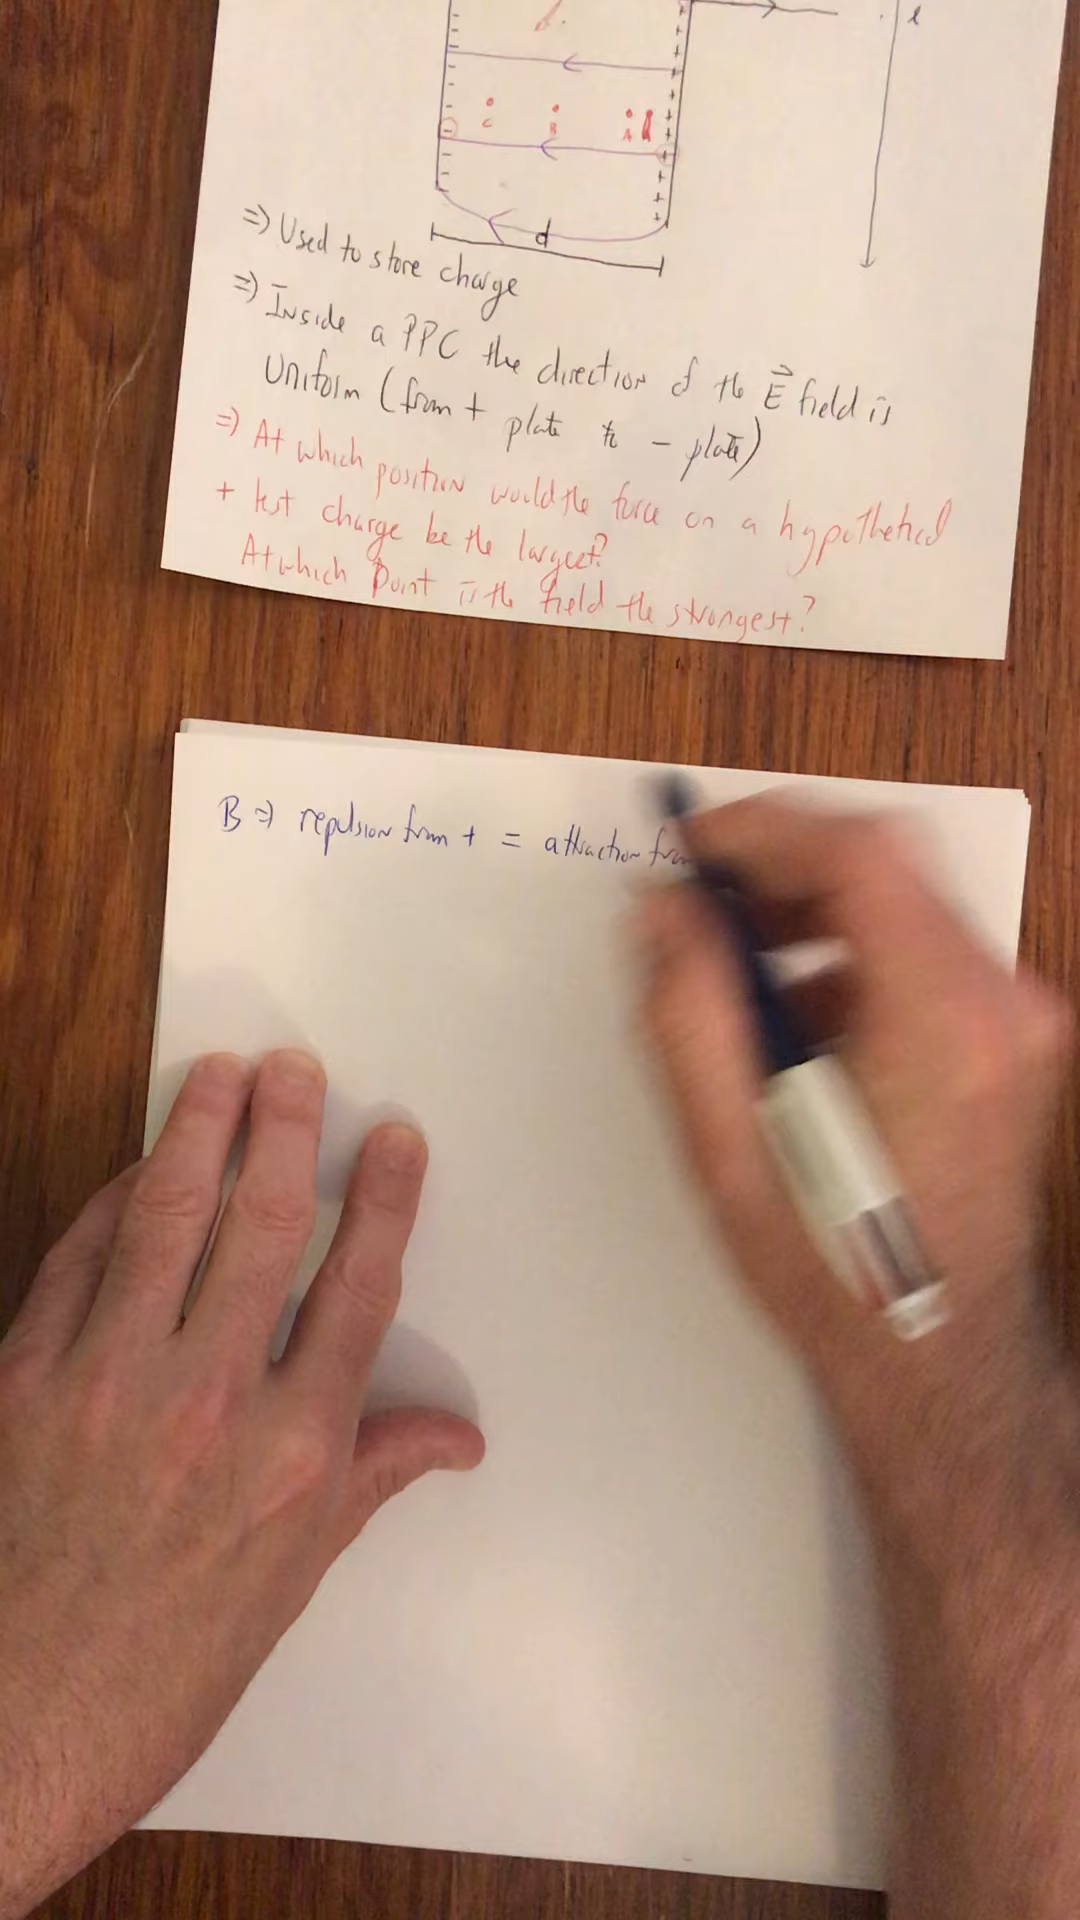 l
C B A
d
=) Used to store charge
=) Inside a PPC the direction of the E field is
Uniform (from + plate to - plate)
=) At which position would the force on a hypothetical
+ test charge be the largest?
At which point is the field the strongest?
B => repulsion from + = attraction from